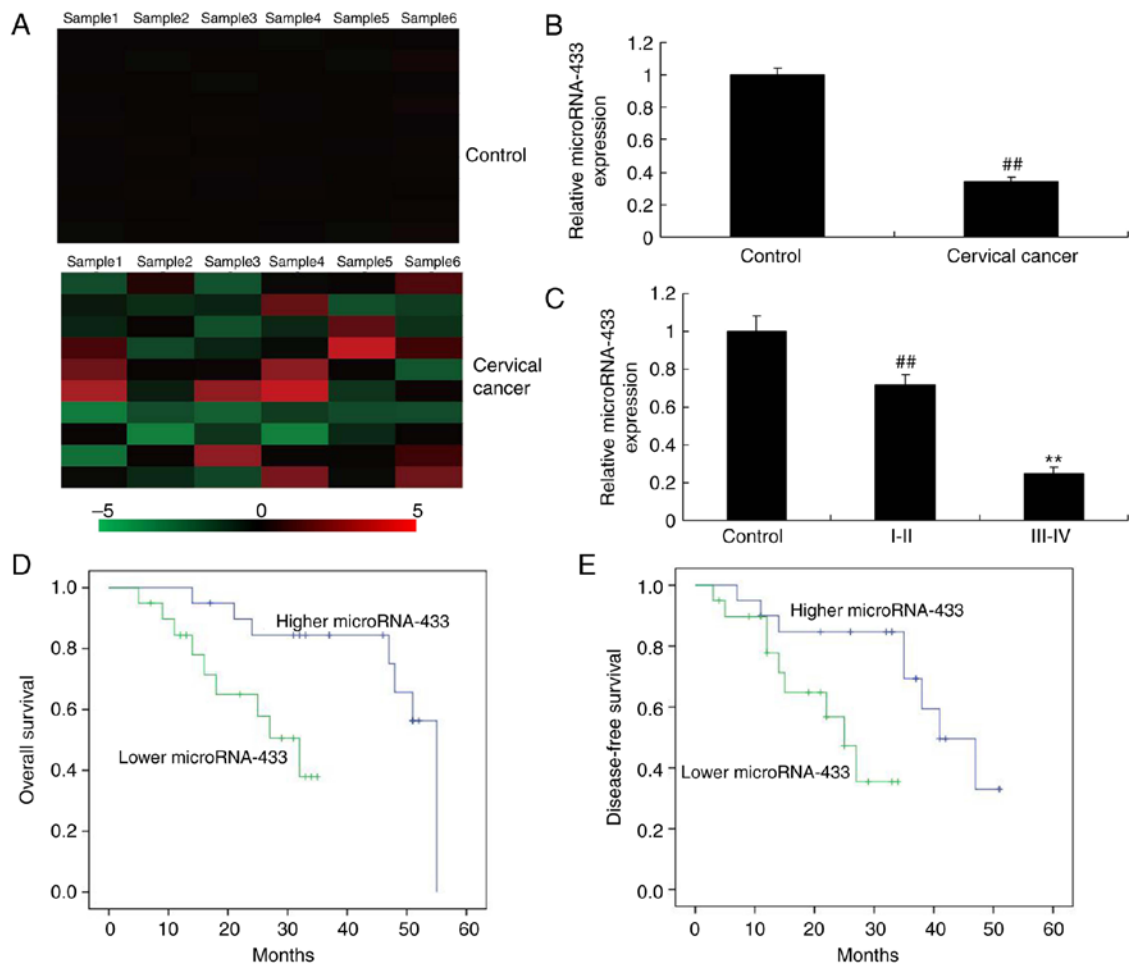 A
Sample1 Sample2 Sample3 Sample4 Sample5 Sample6
Control
Sample1 Sample2 Sample3 Sample4 Sample5 Sample6
Cervical
cancer
−5 0 5
B
Relative microRNA-433
expression
1.2
1
0.8
0.6
0.4
0.2
0
##
Control Cervical cancer
C
Relative microRNA-433
expression
1.2
1
0.8
0.6
0.4
0.2
0
##
**
Control I-II III-IV
D
Overall survival
1.0
0.8
0.6
0.4
0.2
0.0
Higher microRNA-433
Lower microRNA-433
0 10 20 30 40 50 60
Months
E
Disease-free survival
1.0
0.8
0.6
0.4
0.2
0.0
Higher microRNA-433
Lower microRNA-433
0 10 20 30 40 50 60
Months